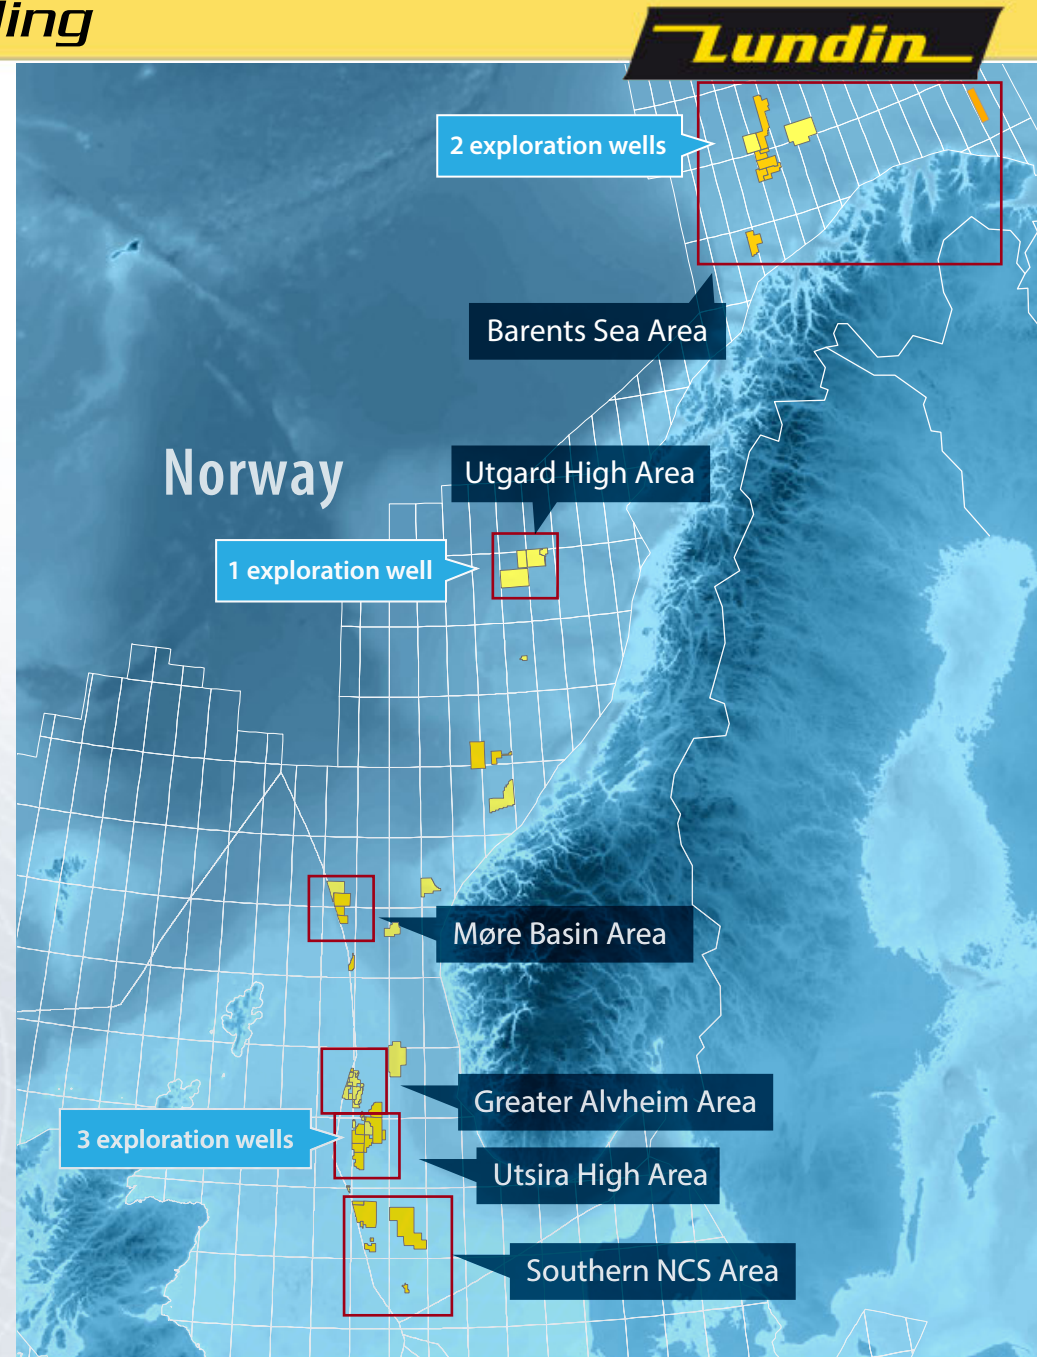 Lundin
2 exploration wells
Barents Sea Area
Norway
Utgard High Area
1 exploration well
Møre Basin Area
Greater Alvheim Area
3 exploration wells
Utsira High Area
Southern NCS Area